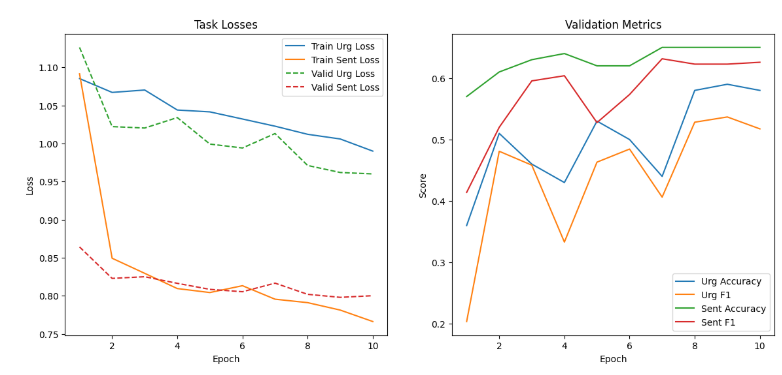 Task Losses
Train Urg Loss
Train Sent Loss
Valid Urg Loss
Valid Sent Loss
1.10
1.05
1.00
0.95
0.90
0.85
0.80
0.75
Loss
2 4 6 8 10
Epoch
Validation Metrics
0.6
0.5
0.4
0.3
0.2
Score
Urg Accuracy
Urg F1
Sent Accuracy
Sent F1
2 4 6 8 10
Epoch